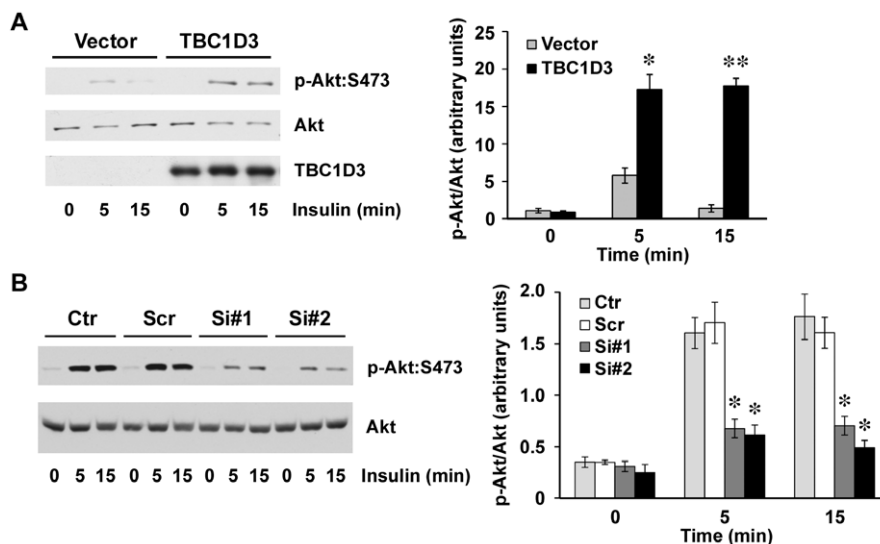 A
Vector TBC1D3
p-Akt:S473
Akt
TBC1D3
0 5 15 0 5 15 Insulin (min)
p-Akt/Akt (arbitrary units)
25
20
15
10
5
0
Vector
TBC1D3
* **
0 5 15
Time (min)
B
Ctr Scr Si#1 Si#2
p-Akt:S473
Akt
0 5 15 0 5 15 0 5 15 0 5 15 Insulin (min)
p-Akt/Akt (arbitrary units)
2.0
1.5
1.0
0.5
0
Ctr
Scr
Si#1
Si#2
* * * *
0 5 15
Time (min)